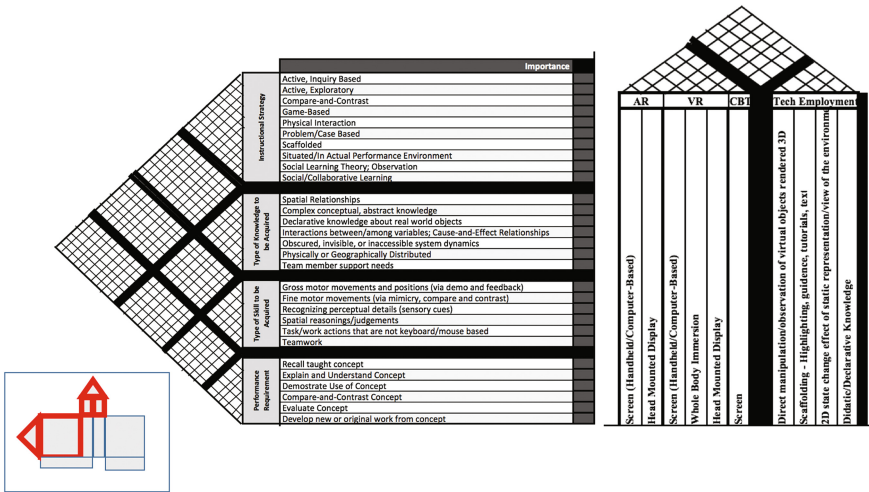 Importance
Instructional Strategy
Active, Inquiry Based
Active, Exploratory
Compare-and-Contrast
Game-Based
Physical Interaction
Problem/Case Based
Scaffolded
Situated/In Actual Performance Environment
Social Learning Theory; Observation
Social/Collaborative Learning
Type of Knowledge to
be Acquired
Spatial Relationships
Complex conceptual, abstract knowledge
Declarative knowledge about real world objects
Interactions between/among variables; Cause-and-Effect Relationships
Obscured, invisible, or inaccessible system dynamics
Physically or Geographically Distributed
Team member support needs
Type of Skill to be
Acquired
Gross motor movements and positions (via demo and feedback)
Fine motor movements (via mimicry, compare and contrast)
Recognizing perceptual details (sensory cues)
Spatial reasonings/judgements
Task/work actions that are not keyboard/mouse based
Teamwork
Performance
Requirement
Recall taught concept
Explain and Understand Concept
Demostrate Use of Concept
Compare-and-Contrast Concept
Evaluate Concept
Develop new or original work from concept
AR VR CBT Tech Employment
Screen (Handheld/Computer-Based)
Head Mounted Display
Screen (Handheld/Computer-Based)
Whole Body Immersion
Head Mounted Display
Screen
Direct manipulation/observation of virtual objects rendered 3D
Scaffolding - Highlighting, guidance, tutorials, text
2D state change effect of static representation/view of the environm
Didatic/Declarative Knowledge